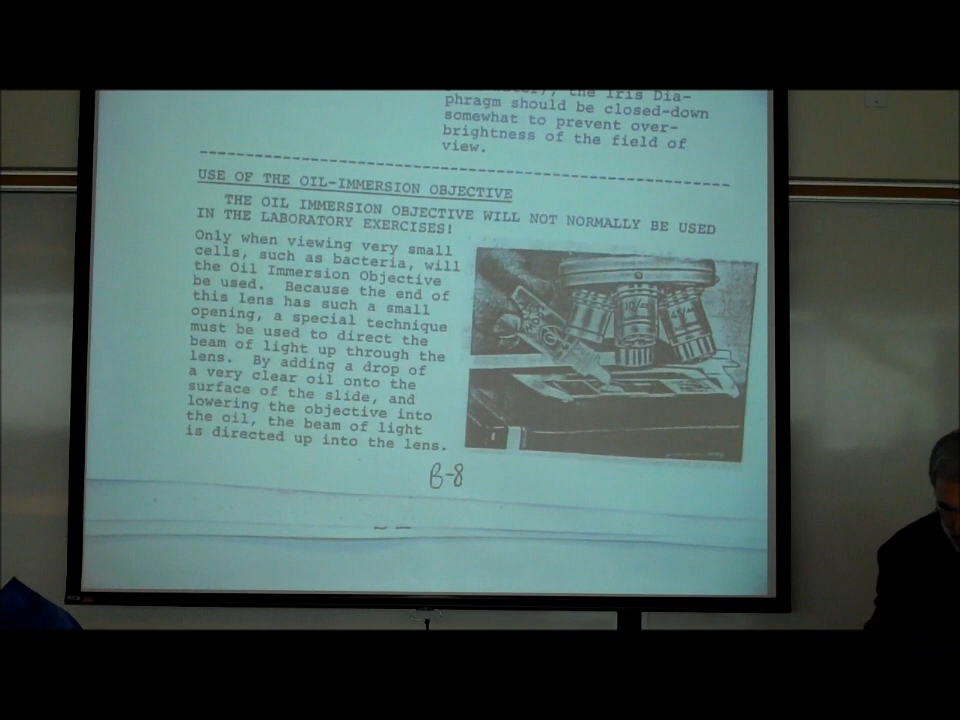 the Iris Dia-
phragm should be closed-down
somewhat to prevent over-
brightness of the field of
view.
USE OF THE OIL-IMMERSION OBJECTIVE
THE OIL IMMERSION OBJECTIVE WILL NOT NORMALLY BE USED
IN THE LABORATORY EXERCISES!
Only when viewing very small
cells, such as bacteria, will
the Oil Immersion Objective
be used. Because the end of
this lens has such a small
opening, a special technique
must be used to direct the
beam of light up through the
lens. By adding a drop of
a very clear oil onto the
surface of the slide, and
lowering the objective into
the oil, the beam of light
is directed up into the lens.
B-8